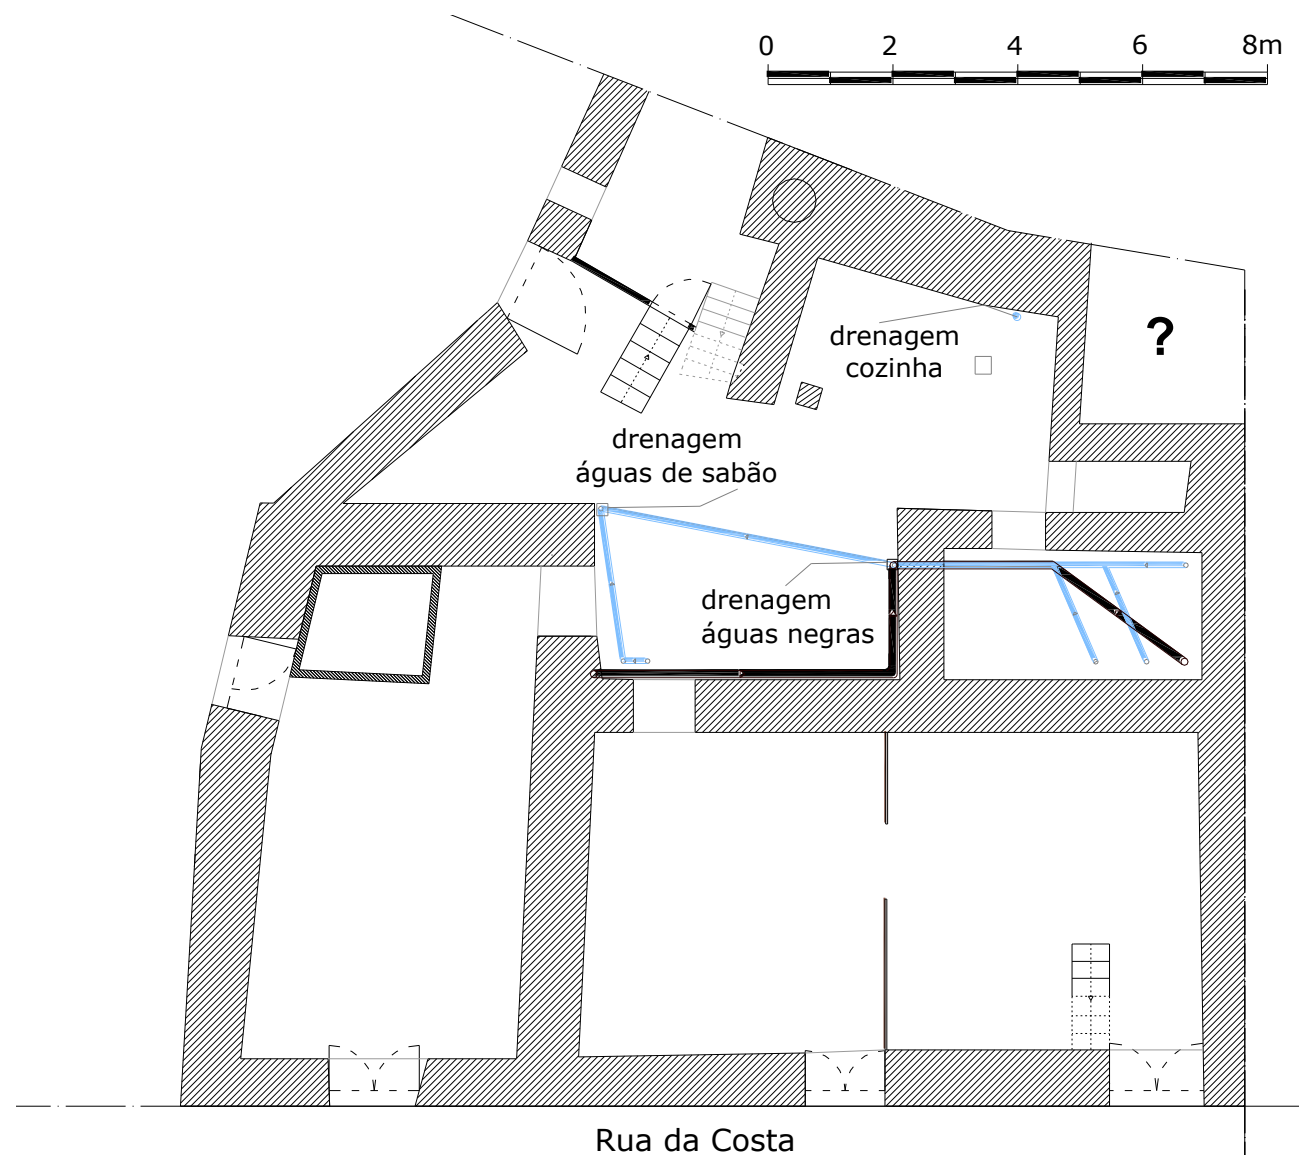 0 2 4 6 8m
?
drenagem
cozinha
drenagem
águas de sabão
drenagem
águas negras
Rua da Costa